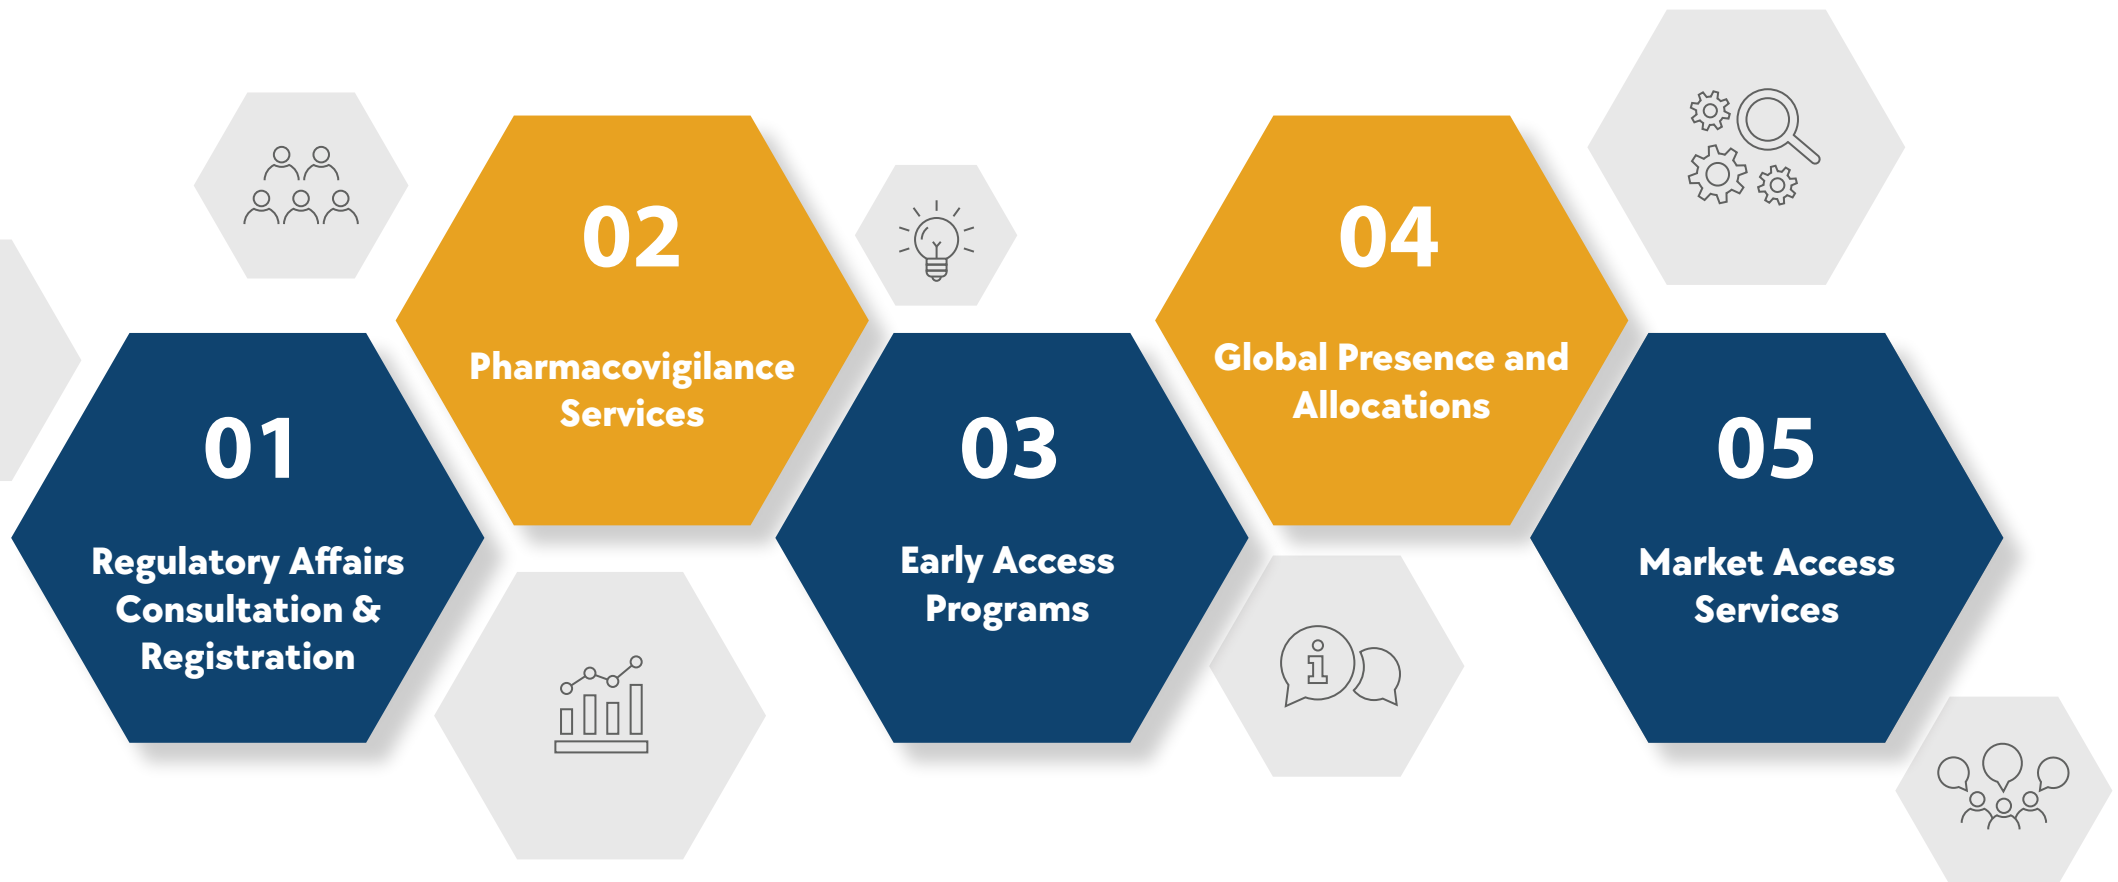 01
Regulatory Affairs
Consultation &
Registration
02
Pharmacovigilance
Services
03
Early Access
Programs
04
Global Presence and
Allocations
05
Market Access
Services